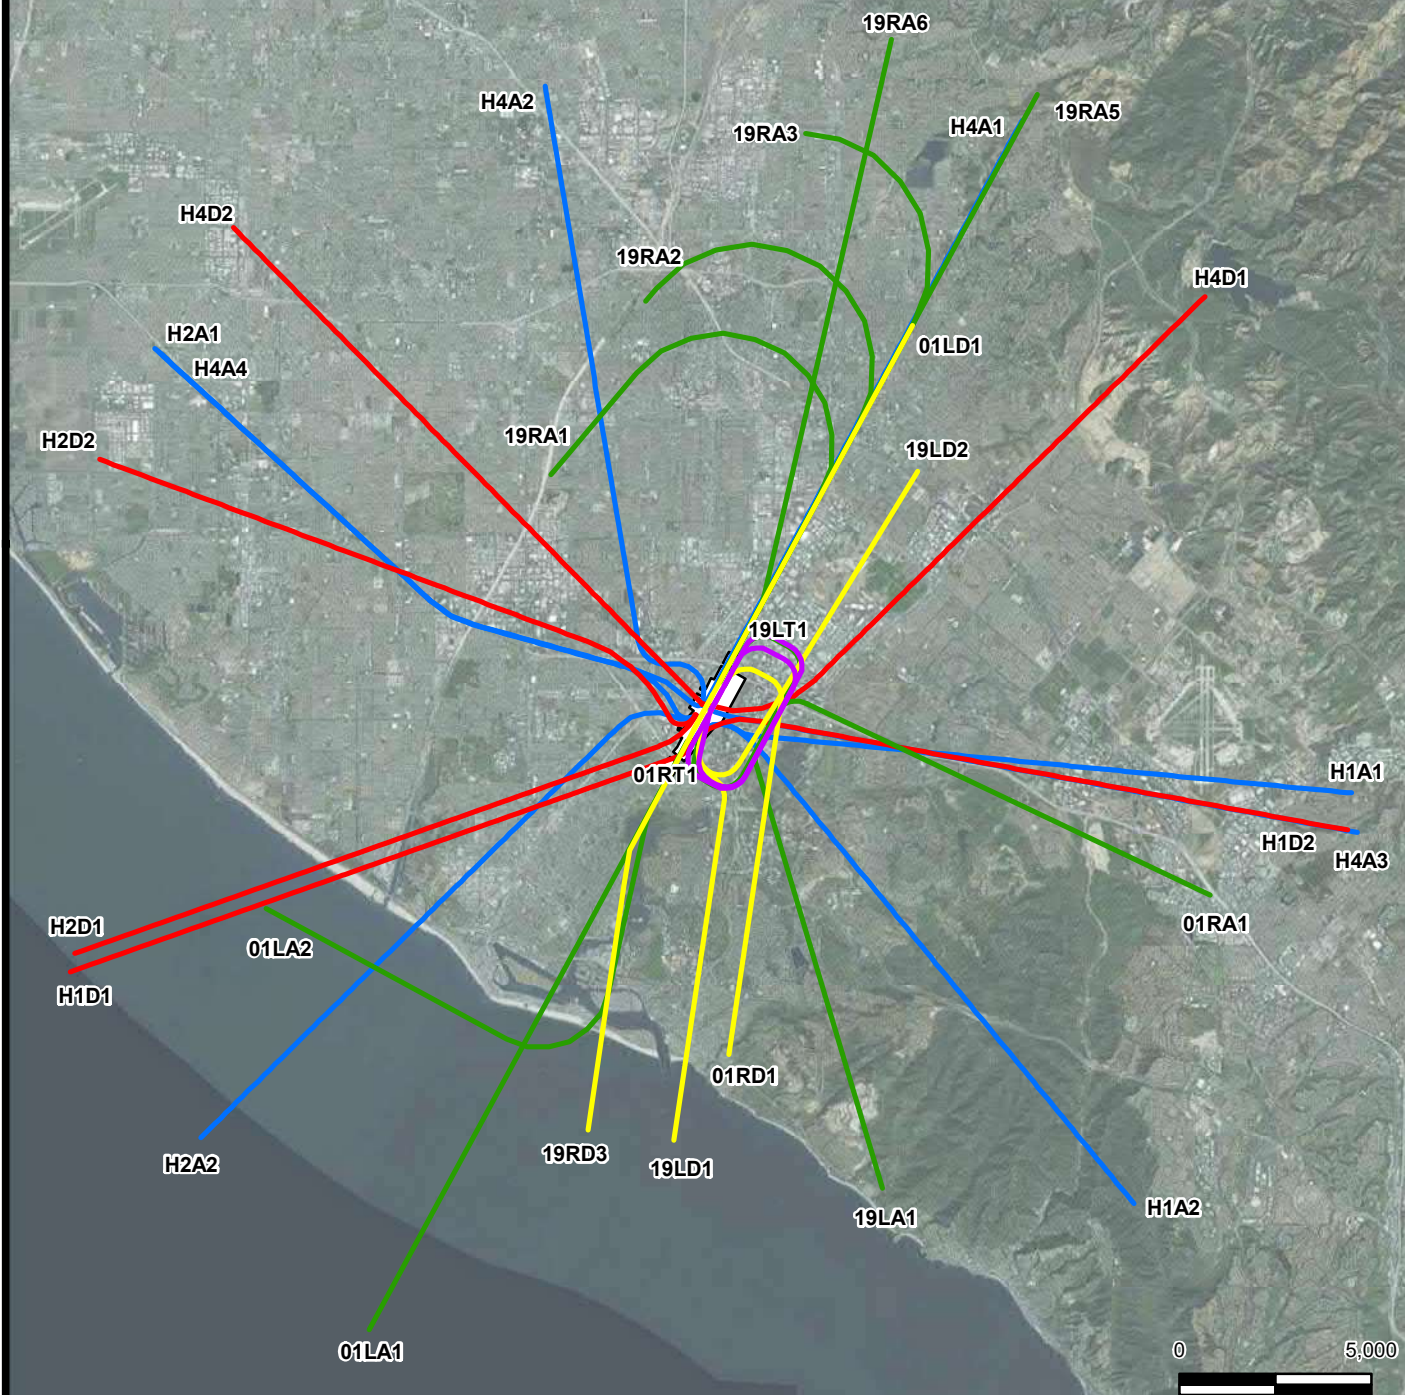 19RA6
H4A2
19RA3
H4A1
19RA5
H4D2
19RA2
H4D1
H2A1
01LD1
H4A4
H2D2
19RA1
19LD2
19LT1
01RT1
H1A1
H1D2
H4A3
H2D1
01LA2
01RA1
H1D1
01RD1
19RD3
H2A2
19LD1
H1A2
19LA1
01LA1
0 5,000